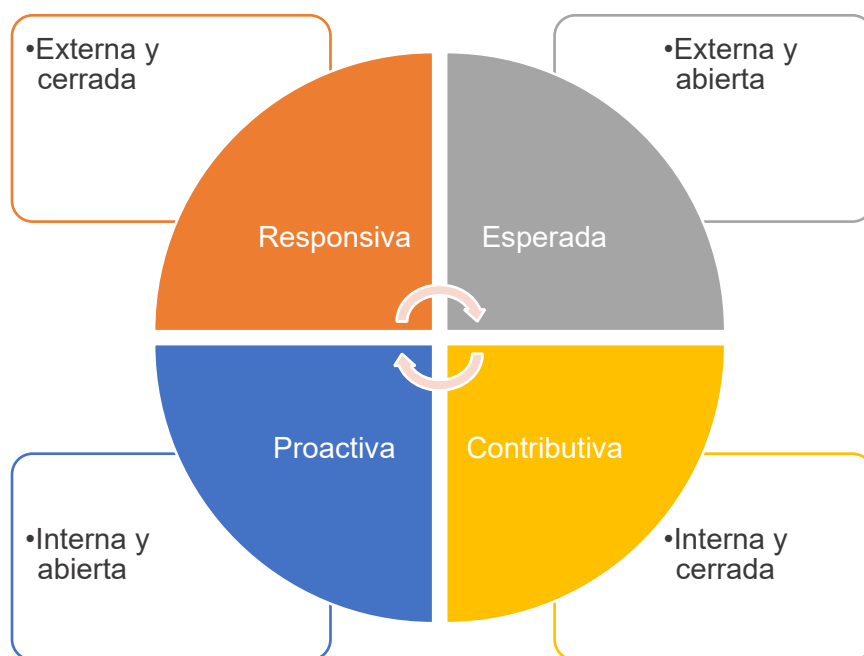 •Externa y
cerrada
•Externa y
abierta
Responsiva
Esperada
Proactiva
Contributiva
•Interna y
abierta
•Interna y
cerrada